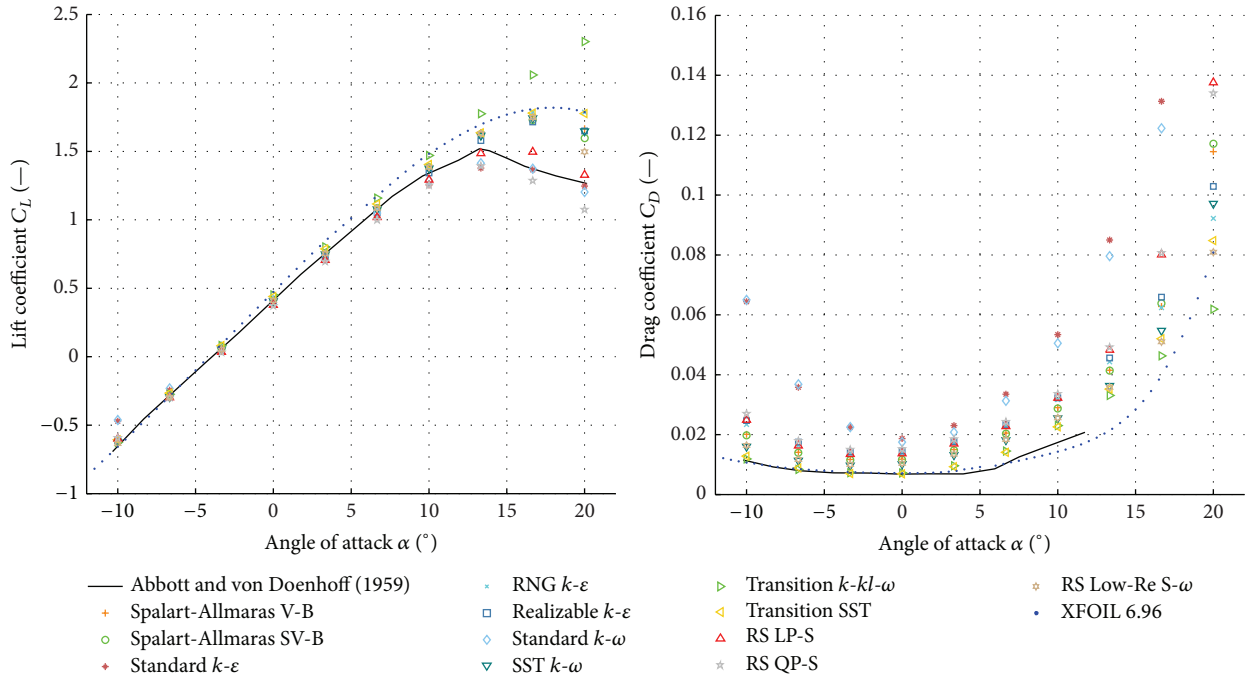 2.5
2
1.5
1
0.5
0
−0.5
−1
−10 −5 0 5 10 15 20
Lift coefficient C_L (—)
Angle of attack α (°)
0.16
0.14
0.12
0.1
0.08
0.06
0.04
0.02
0
−10 −5 0 5 10 15 20
Drag coefficient C_D (—)
Angle of attack α (°)
Abbott and von Doenhoff (1959)
Spalart-Allmaras V-B
Spalart-Allmaras SV-B
Standard k-ε
RNG k-ε
Realizable k-ε
Standard k-ω
SST k-ω
Transition k-kl-ω
Transition SST
RS LP-S
RS QP-S
RS Low-Re S-ω
XFOIL 6.96